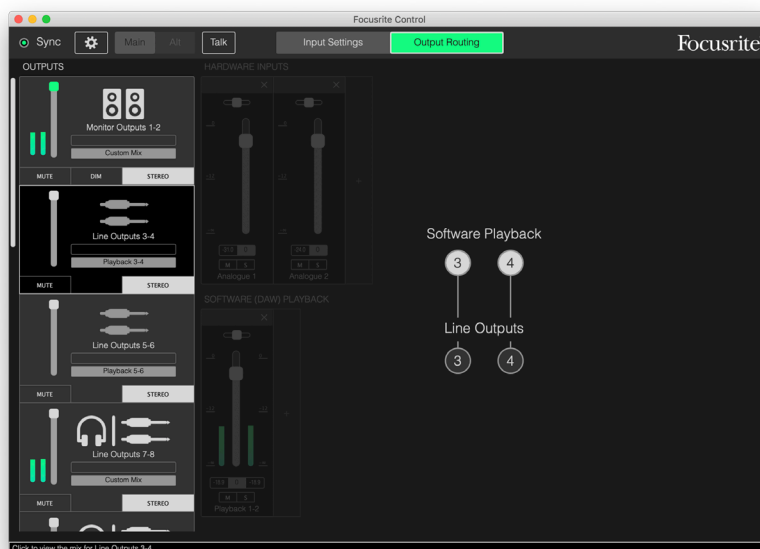 Focusrite Control
Sync
Main
Alt
Talk
Input Settings
Output Routing
Focusrite
OUTPUTS
HARDWARE INPUTS
Monitor Outputs 1-2
Custom Mix
MUTE
DIM
STEREO
Line Outputs 3-4
Playback 3-4
MUTE
STEREO
Line Outputs 5-6
Playback 5-6
MUTE
STEREO
Line Outputs 7-8
Custom Mix
MUTE
STEREO
M S
Analogue 1
M S
Analogue 2
SOFTWARE (DAW) PLAYBACK
M S
Playback 1-2
Software Playback
3 4
Line Outputs
3 4
Click to view the mix for Line Outputs 3-4